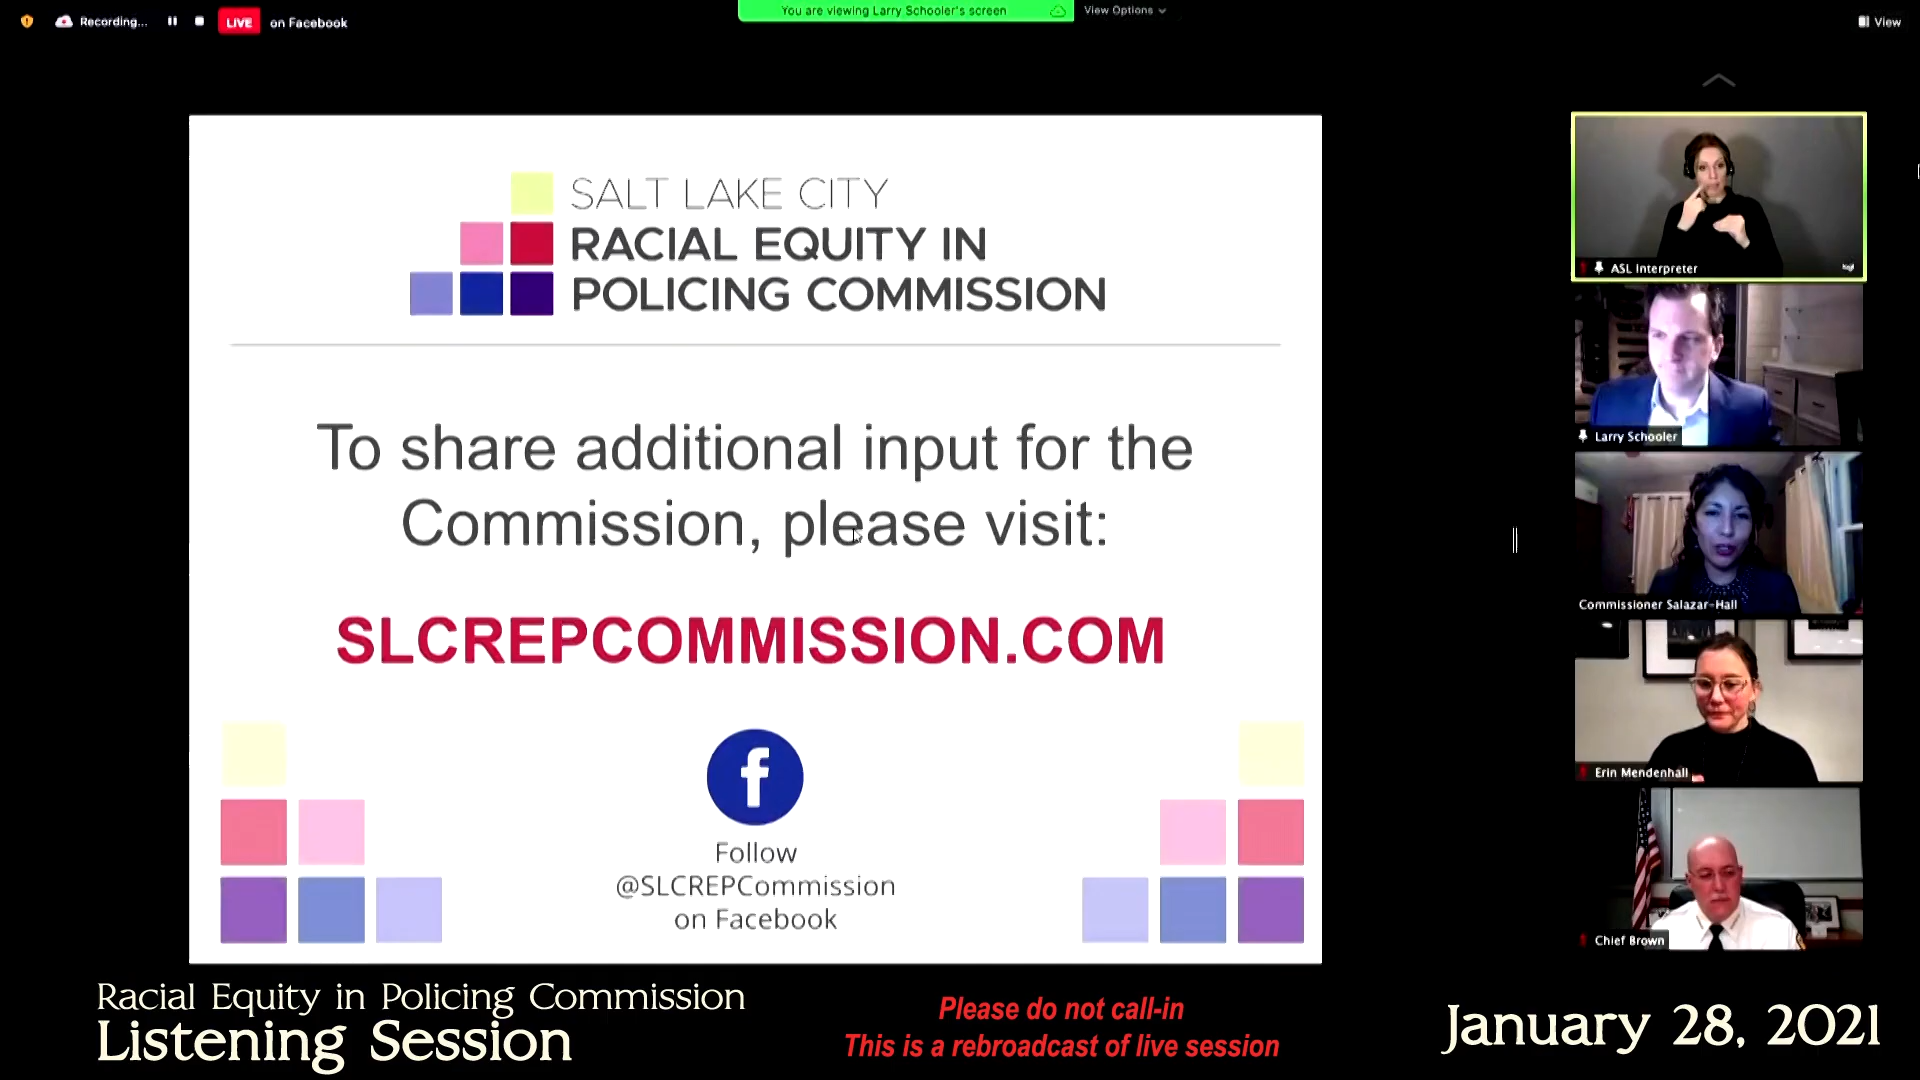 Recording...
LIVE
on Facebook
You are viewing Larry Schooler's screen
View Options
View
SALT LAKE CITY
RACIAL EQUITY IN
POLICING COMMISSION
To share additional input for the
Commission, please visit:
SLCREPCOMMISSION.COM
f
Follow
@SLCREPCommission
on Facebook
ASL Interpreter
Larry Schooler
Commissioner Salazar-Hall
Erin Mendenhall
Chief Brown
Racial Equity in Policing Commission
Listening Session
Please do not call-in
This is a rebroadcast of live session
January 28, 2021